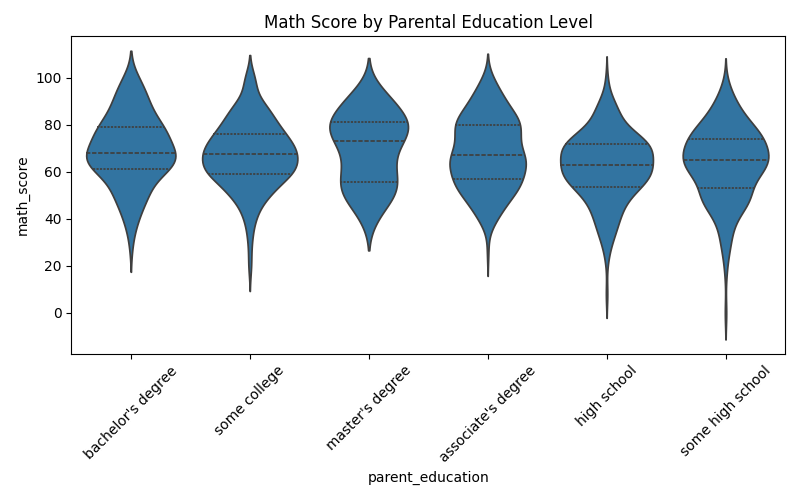 Math Score by Parental Education Level
math_score
100
80
60
40
20
0
bachelor's degree
some college
master's degree
associate's degree
high school
some high school
parent_education